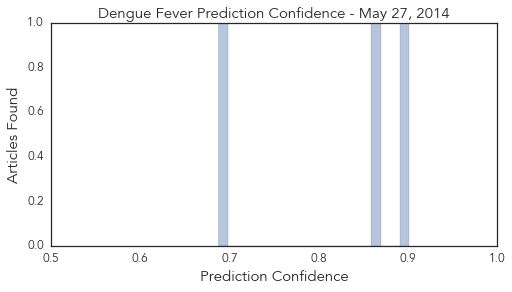 Dengue Fever Prediction Confidence - May 27, 2014
1.0
0.8
0.6
0.4
0.2
0.0
Articles Found
0.5 0.6 0.7 0.8 0.9 1.0
Prediction Confidence